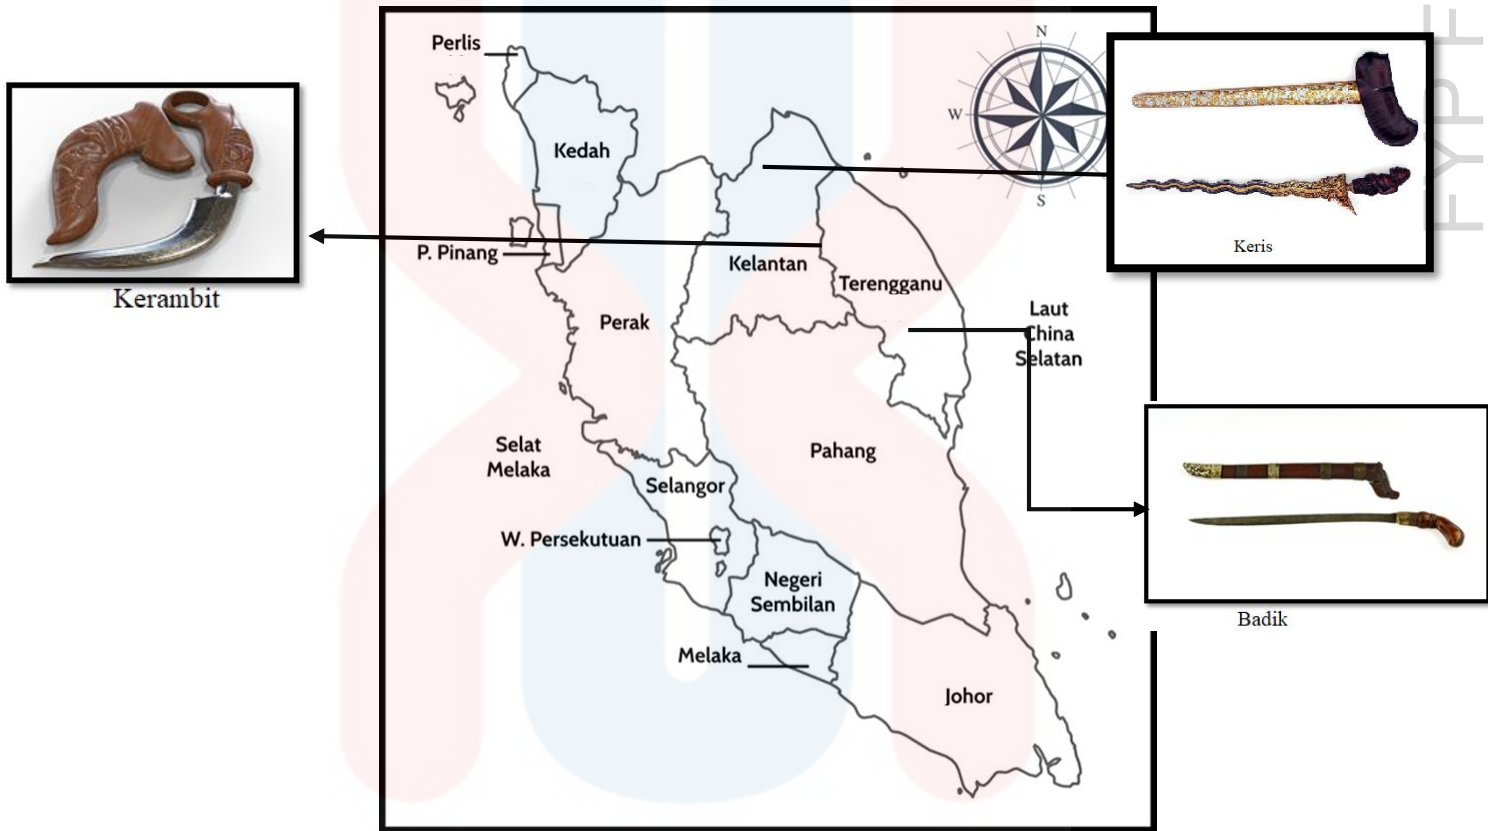 Perlis
Kedah
P. Pinang
Kelantan
Terengganu
Perak
Laut
China
Selatan
Selat
Melaka
Pahang
Selangor
W. Persekutuan
Negeri
Sembilan
Melaka
Johor
N
W
S
Kerambit
Keris
Badik
FYP F